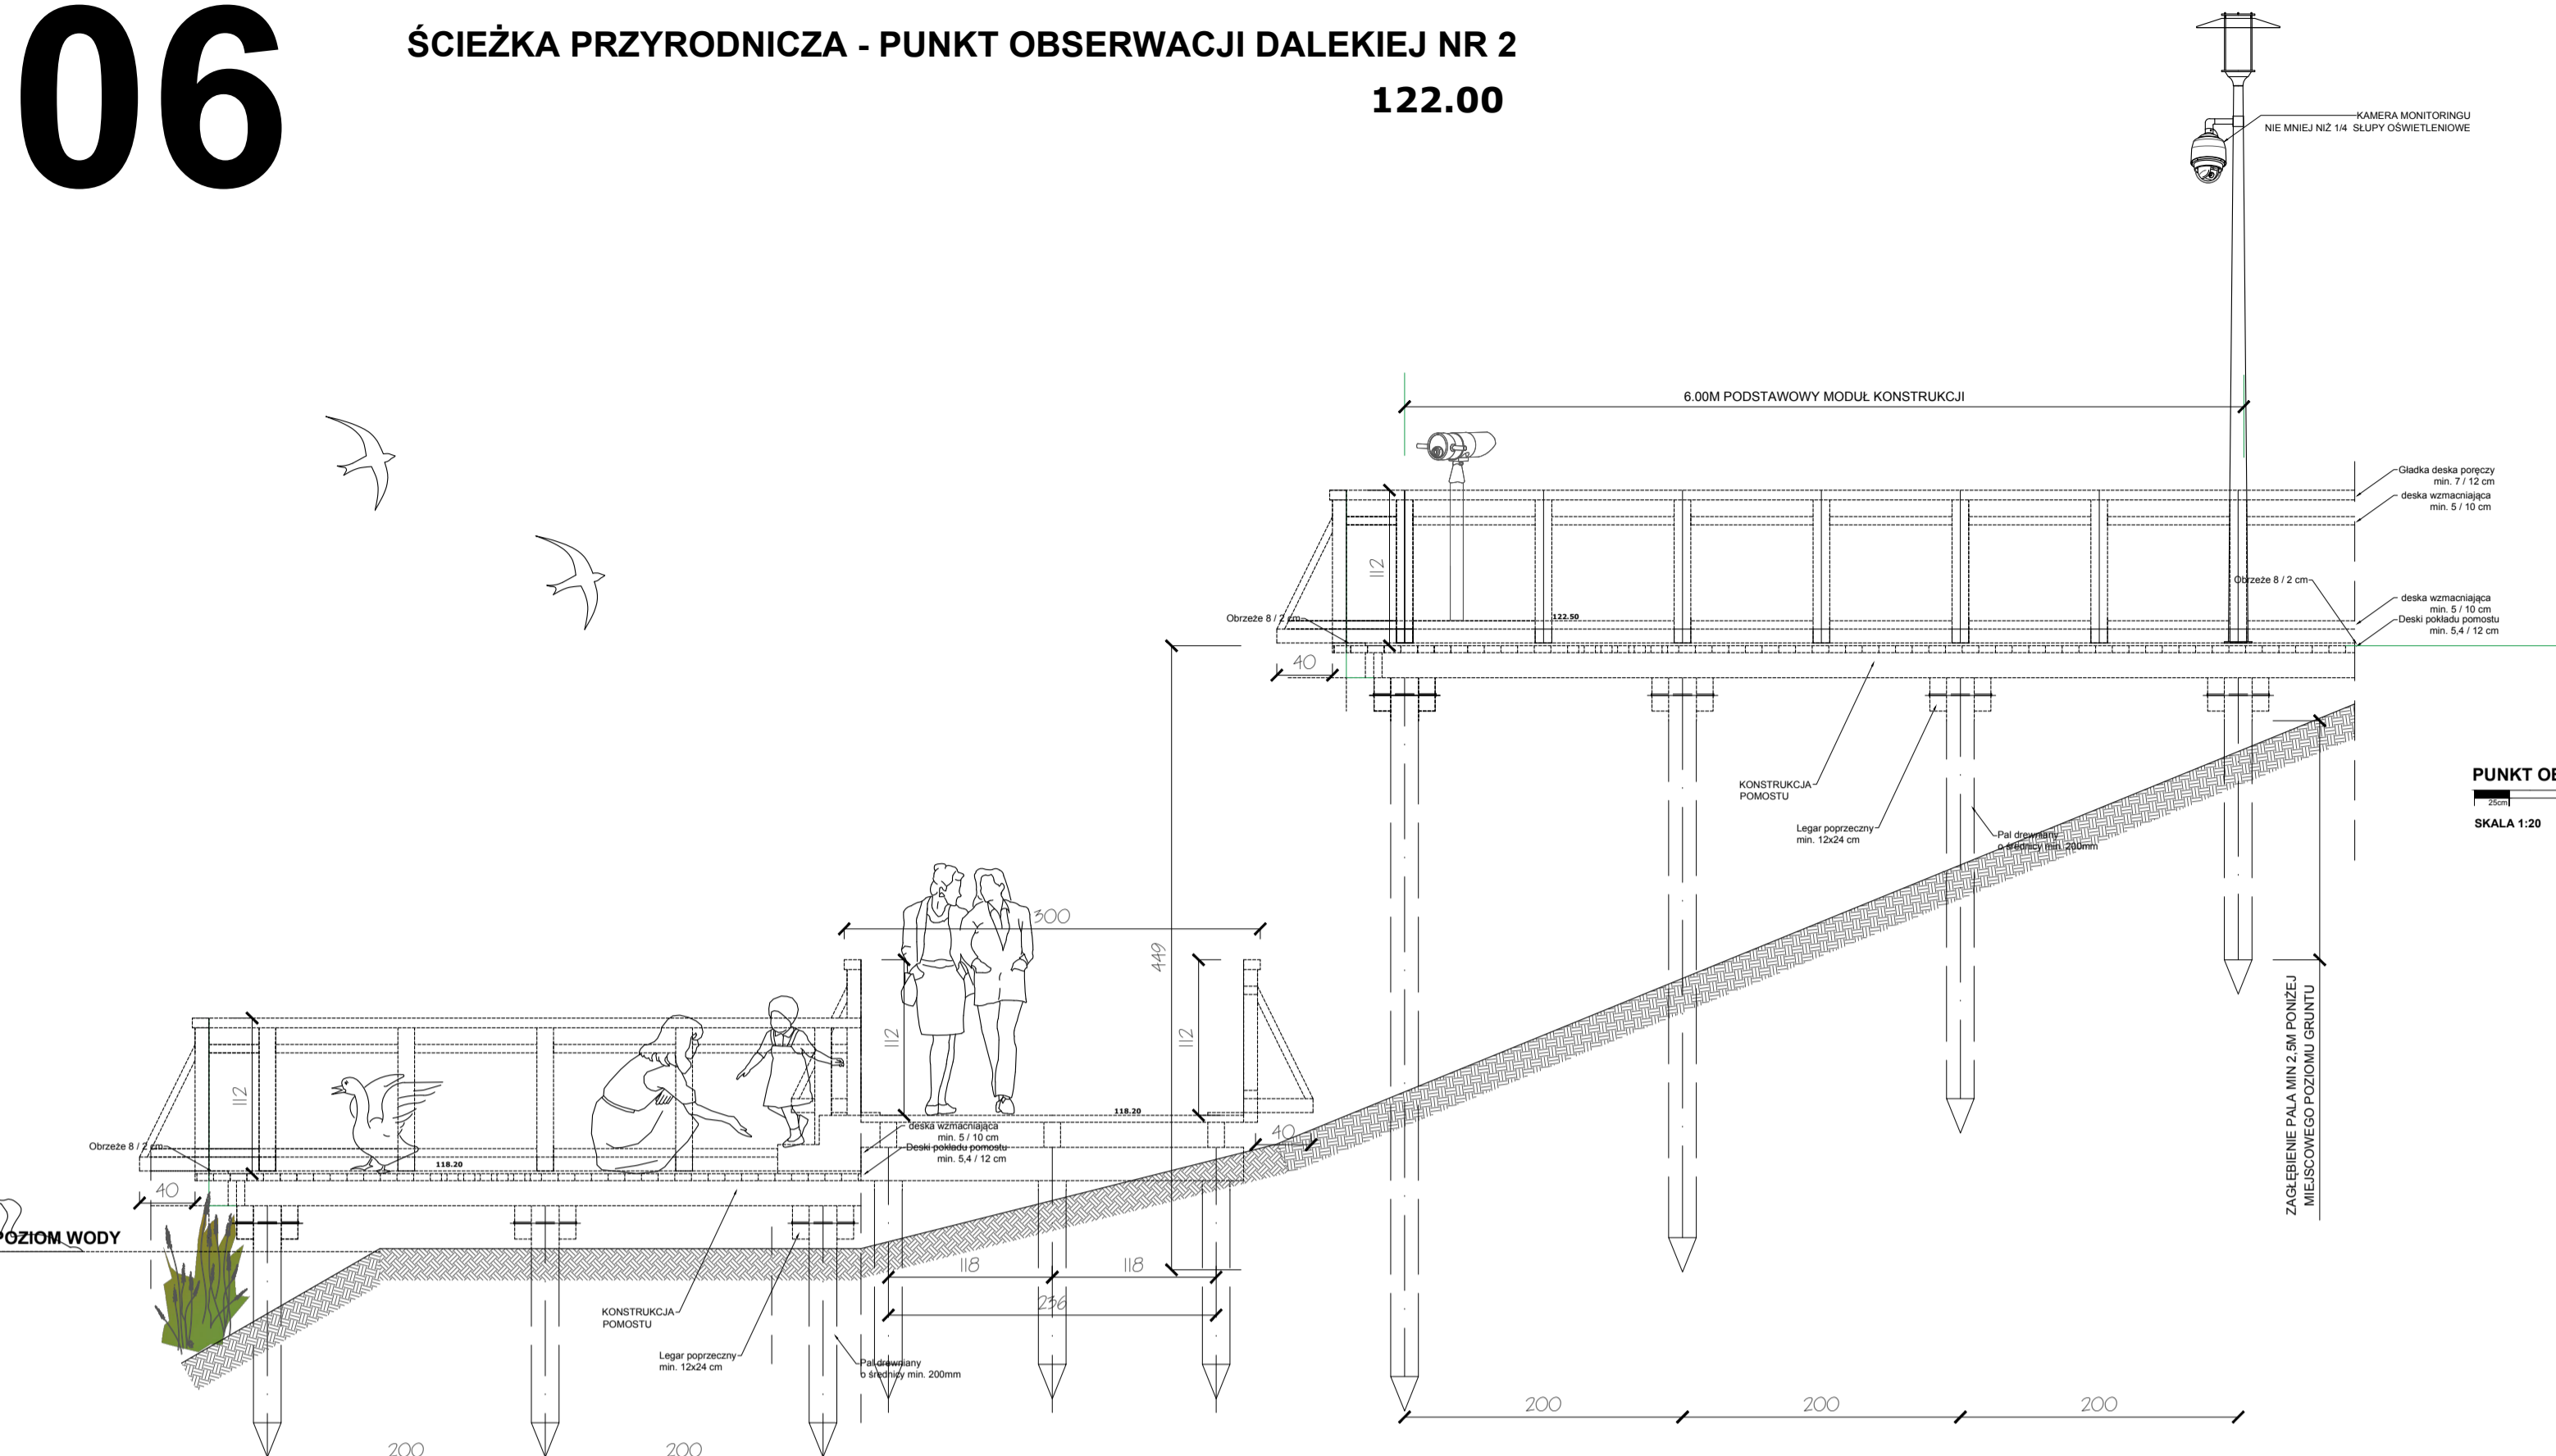 06
ŚCIEŻKA PRZYRODNICZA - PUNKT OBSERWACJI DALEKIEJ NR 2
122.00
KAMERA MONITORINGU
NIE MNIEJ NIŻ 1/4 SŁUPY OŚWIETLENIOWE
6.00M PODSTAWOWY MODUŁ KONSTRUKCJI
Gładka deska poręczy
min. 7 / 12 cm
deska wzmacniająca
min. 5 / 10 cm
112
Obrzeże 8 / 2 cm
deska wzmacniająca
min. 5 / 10 cm
Deski pokładu pomostu
min. 5,4 / 12 cm
Obrzeże 8 / 2 cm
122.50
40
KONSTRUKCJA
POMOSTU
Legar poprzeczny
min. 12x24 cm
Pal drewniany
o średnicy min. 200mm
PUNKT
25cm
SKALA 1:20
300
449
112
112
112
ZAGŁĘBIENIE PALA MIN 2,5M PONIŻEJ
MIEJSCOWEGO POZIOMU GRUNTU
118.20
deska wzmacniająca
min. 5 / 10 cm
Deski pokładu pomostu
min. 5,4 / 12 cm
40
Obrzeże 8 / 2 cm
118.20
40
POZIOM WODY
118
118
236
KONSTRUKCJA
POMOSTU
Legar poprzeczny
min. 12x24 cm
Pal drewniany
o średnicy min. 200mm
200
200
200
200
200